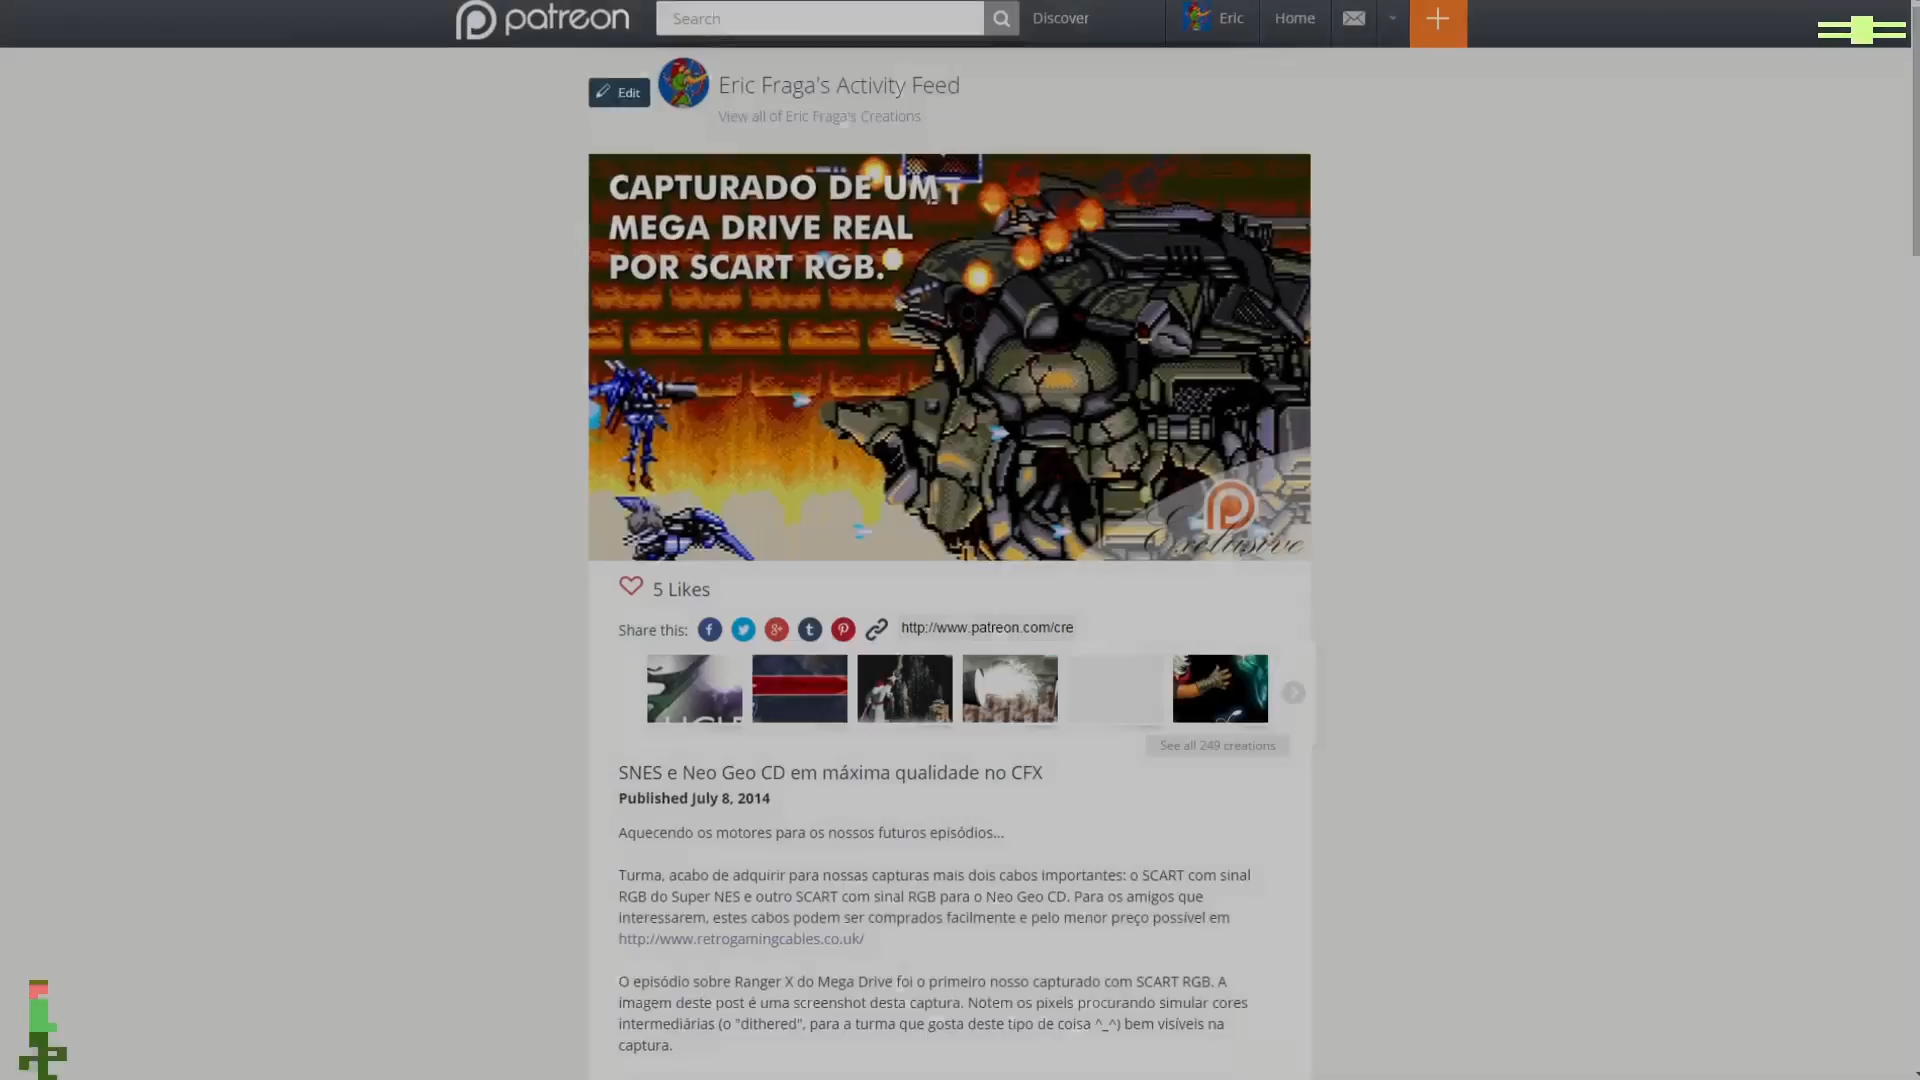 patreon
Search
Discover
Eric
Home
Edit
Eric Fraga's Activity Feed
View all of Eric Fraga's Creations
CAPTURADO DE UM
MEGA DRIVE REAL
POR SCART RGB.
Exclusive
5 Likes
Share this:
http://www.patreon.com/cre
See all 249 creations
SNES e Neo Geo CD em máxima qualidade no CFX
Published July 8, 2014
Aquecendo os motores para os nossos futuros episódios...
Turma, acabo de adquirir para nossas capturas mais dois cabos importantes: o SCART com sinal
RGB do Super NES e outro SCART com sinal RGB para o Neo Geo CD. Para os amigos que
interessarem, estes cabos podem ser comprados facilmente e pelo menor preço possível em
http://www.retrogamingcables.co.uk/
O episódio sobre Ranger X do Mega Drive foi o primeiro nosso capturado com SCART RGB. A
imagem deste post é uma screenshot desta captura. Notem os pixels procurando simular cores
intermediárias (o "dithered", para a turma que gosta deste tipo de coisa ^_^) bem visíveis na
captura.